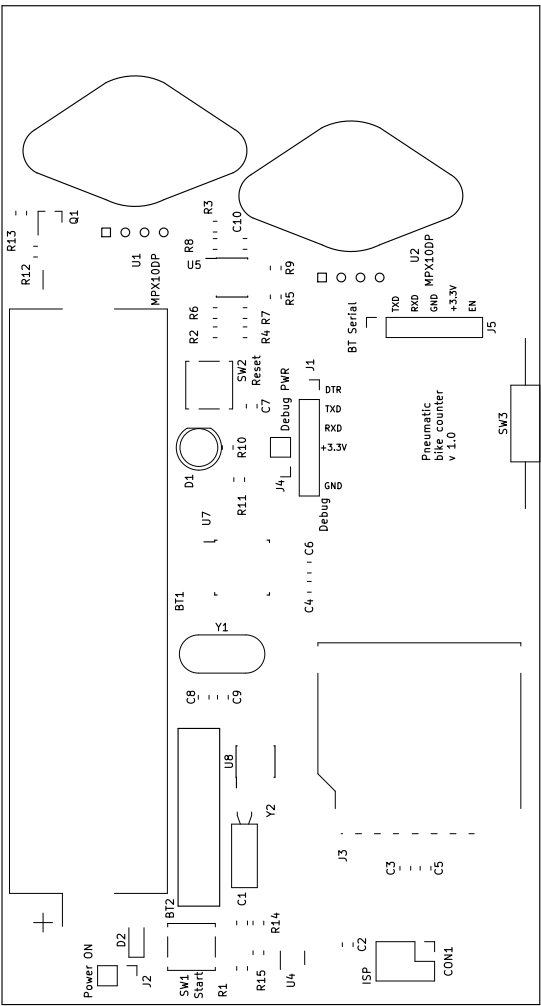 R3
C10
Q1
R13
R12
R8
U5
U1
MPX10DP
U2
MPX10DP
R9
R5
R6
R7
R2
R4
BT Serial
TXD
RXD
GND
+3.3V
EN
J5
SW2
Reset
C7
Debug PWR
J1
DTR
TXD
RXD
+3.3V
GND
J4
Debug
Pneumatic
bike counter
v 1.0
SW3
D1
R10
R11
U7
BT1
C6
C4
Y1
C8
C9
U8
Y2
C1
BT2
J3
C3
C5
+
D2
Power ON
J2
SW1
Start
R1
R14
R15
U4
C2
ISP
CON1